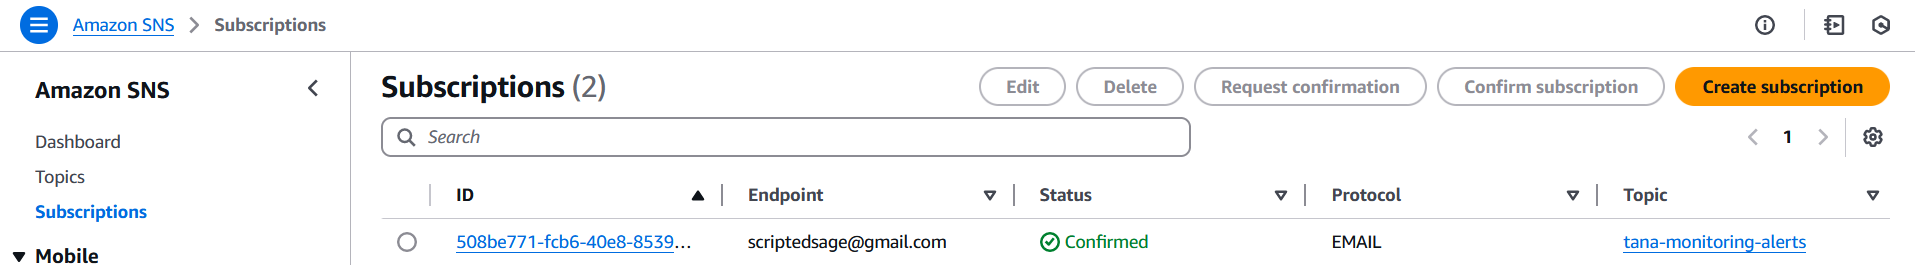 Amazon SNS > Subscriptions
Amazon SNS
Dashboard
Topics
Subscriptions
Mobile
Subscriptions (2)
Edit
Delete
Request confirmation
Confirm subscription
Create subscription
Search
1
ID Endpoint Status Protocol Topic
508be771-fcb6-40e8-8539... scriptedsage@gmail.com Confirmed EMAIL tana-monitoring-alerts